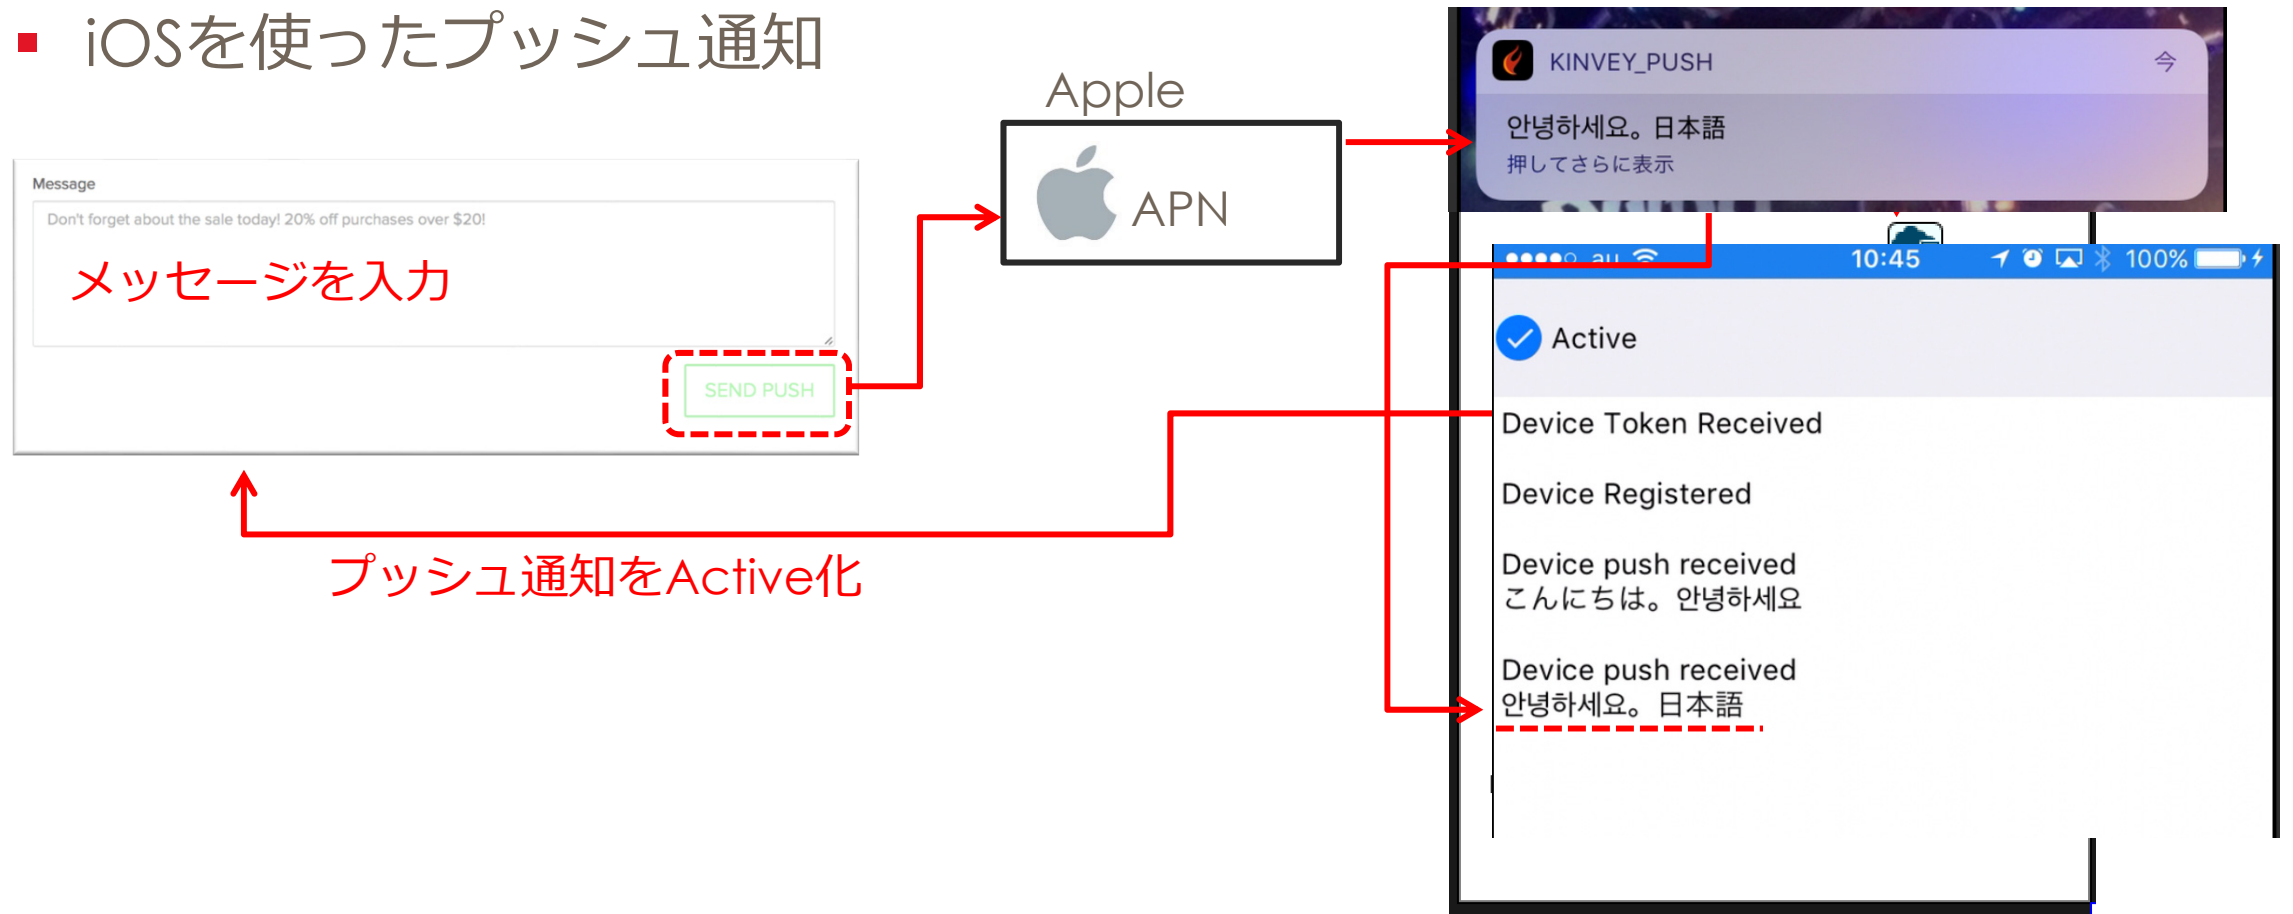 iOSを使ったプッシュ通知
Message
Don't forget about the sale today! 20% off purchases over $20!
メッセージを入力
SEND PUSH
プッシュ通知をActive化
Apple
APN
KINVEY_PUSH
今
안녕하세요。日本語
押してさらに表示
au
10:45
100%
Active
Device Token Received
Device Registered
Device push received
こんにちは。안녕하세요
Device push received
안녕하세요。日本語